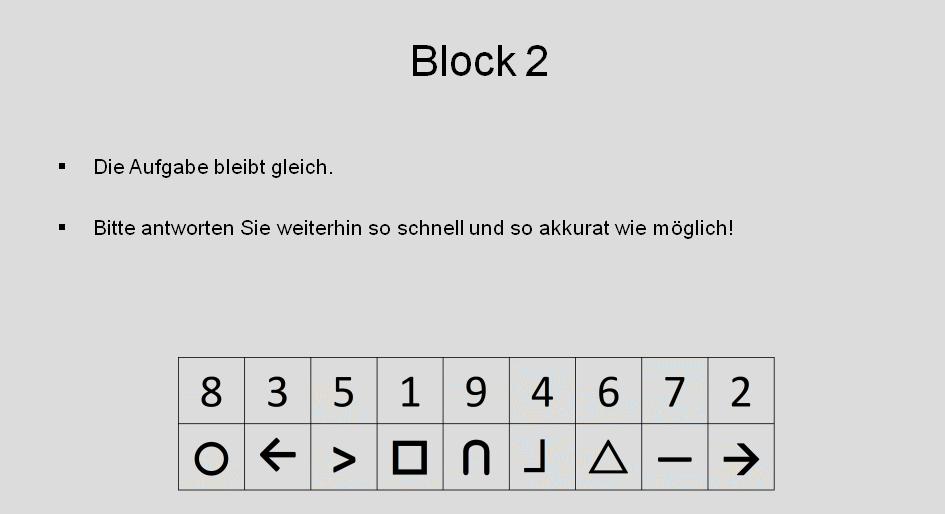 Block 2
▪ Die Aufgabe bleibt gleich.
▪ Bitte antworten Sie weiterhin so schnell und so akkurat wie möglich!
8 3 5 1 9 4 6 7 2
○ ← > □ ∩ ┘ △ — →